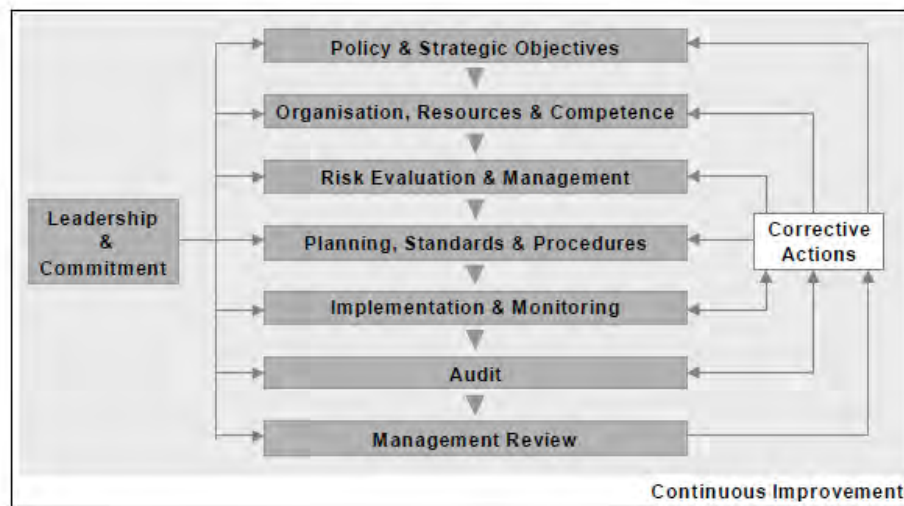 Policy & Strategic Objectives
Organisation, Resources & Competence
Risk Evaluation & Management
Leadership
&
Commitment
Planning, Standards & Procedures
Corrective
Actions
Implementation & Monitoring
Audit
Management Review
Continuous Improvement